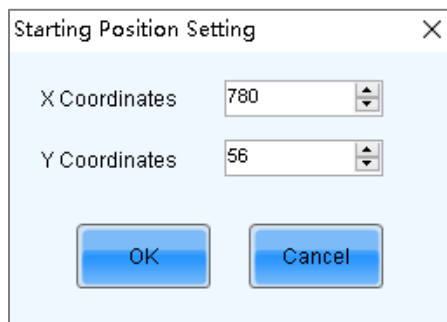 Starting Position Setting
X Coordinates 780
Y Coordinates 56
OK Cancel